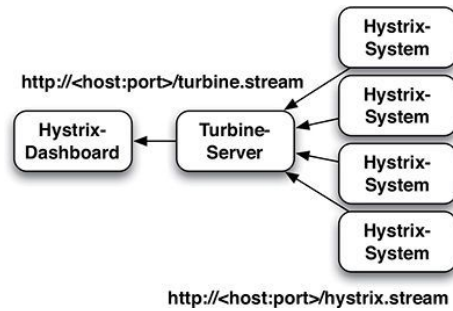 Hystrix-
System
http://<host:port>/turbine.stream
Hystrix-
System
Hystrix-
Dashboard
Turbine-
Server
Hystrix-
System
Hystrix-
System
http://<host:port>/hystrix.stream